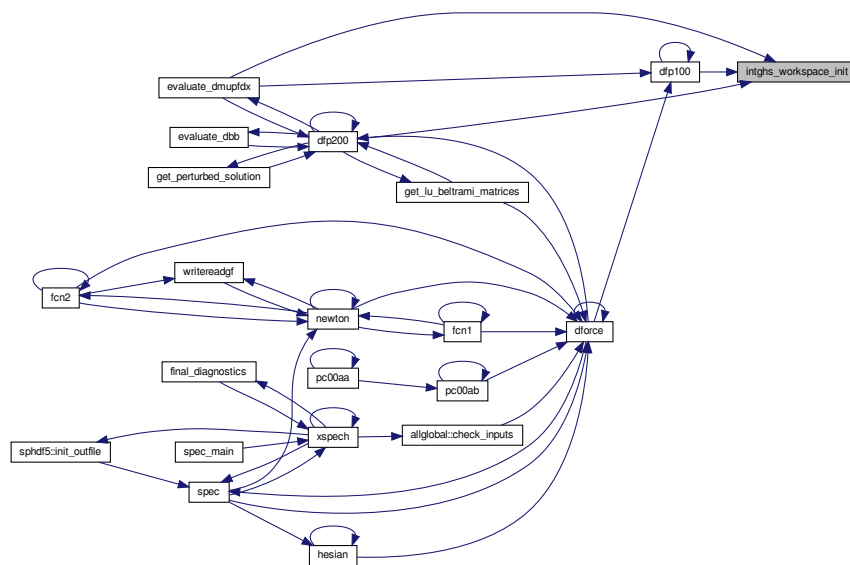 intghs_workspace_init
dfp100
evaluate_dmupfdx
evaluate_dbb
dfp200
get_perturbed_solution
get_lu_beltrami_matrices
writereadgf
fcn2
newton
fcn1
dforce
final_diagnostics
pc00aa
pc00ab
xspech
allglobal::check_inputs
sphdf5::init_outfile
spec_main
spec
hesian